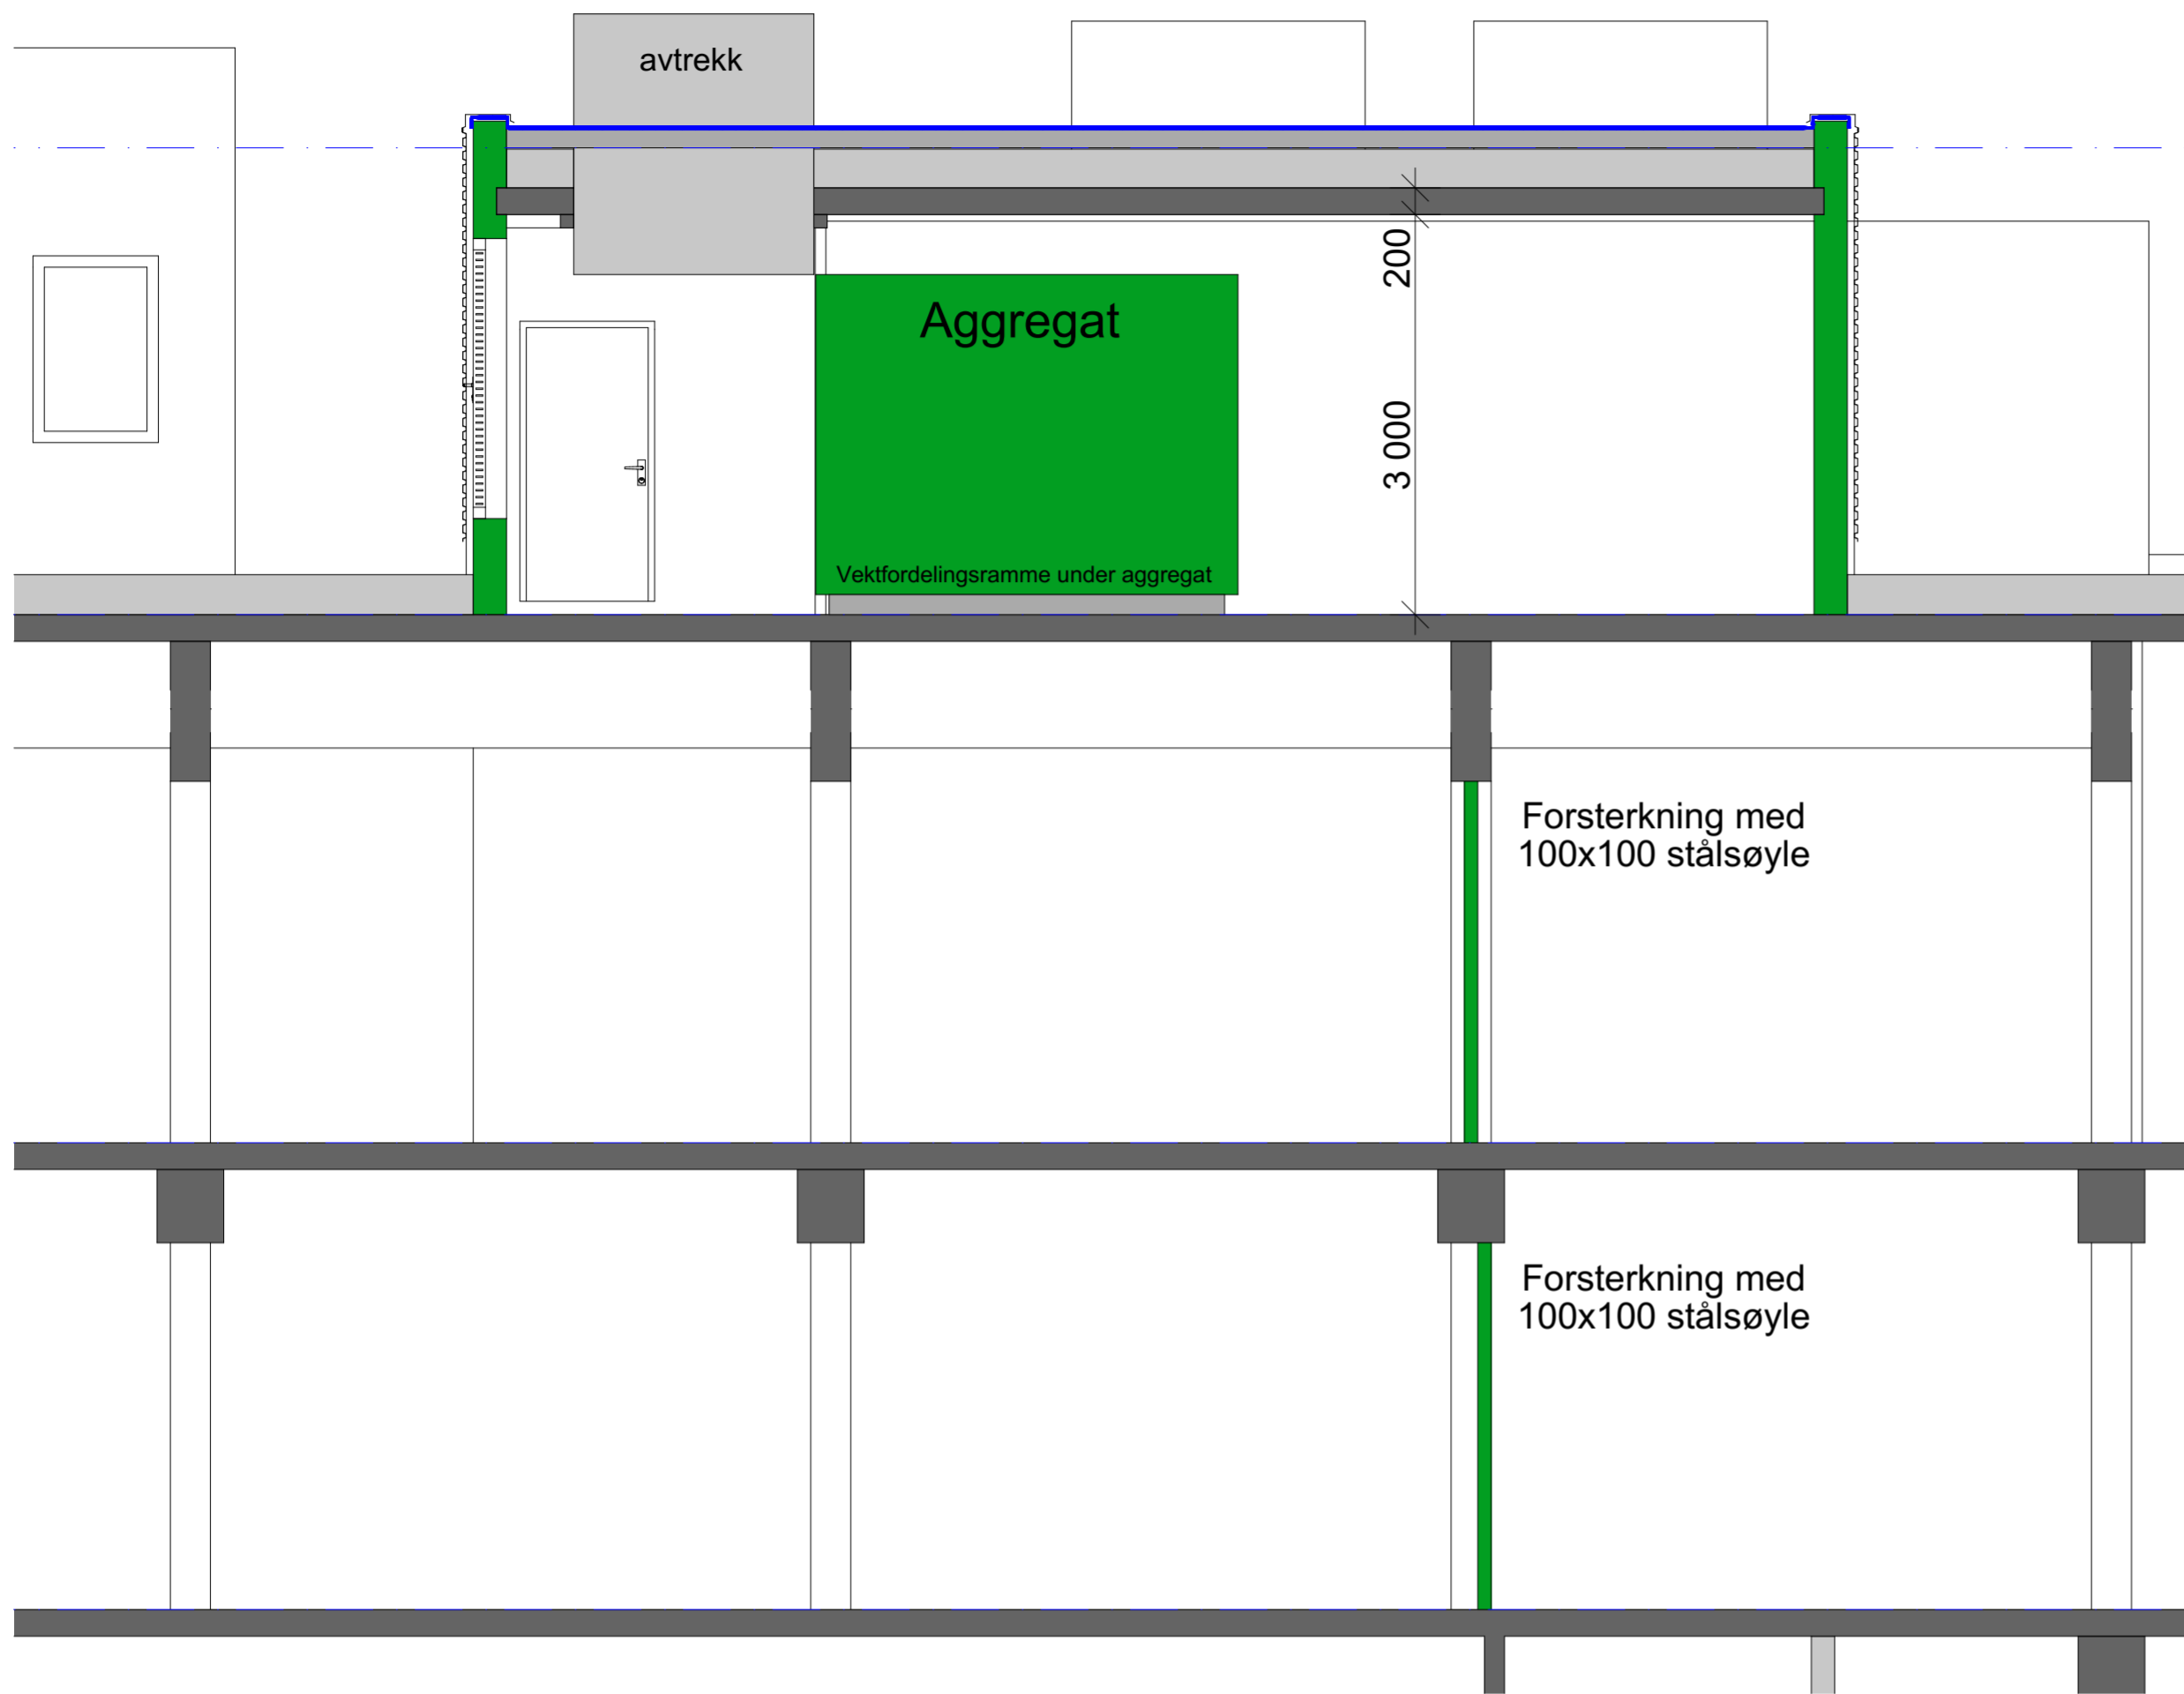 avtrekk
200
Aggregat
3 000
Vektfordelingsramme under aggregat
Forsterkning med
100x100 stålsøyle
Forsterkning med
100x100 stålsøyle